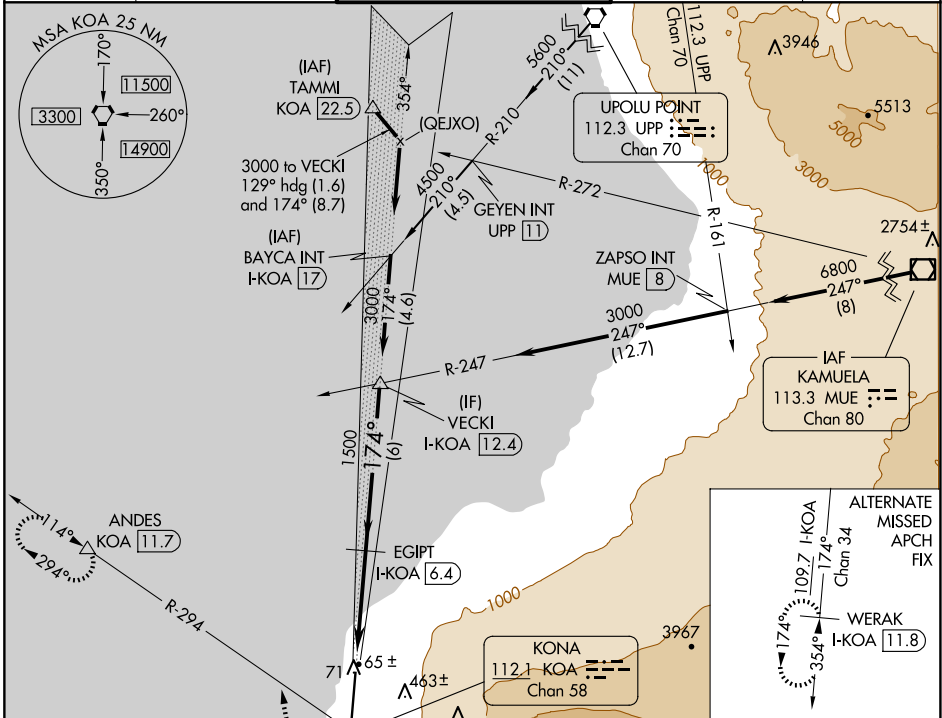 MSA KOA 25 NM
170°
11500
3300
260°
14900
350°
(IAF)
TAMMI
KOA 22.5
354°
(QEJXO)
3000 to VECKI
129° hdg (1.6)
and 174° (8.7)
5600
210°
(11)
R-210
4500
210°
(4.5)
112.3 UPP
Chan 70
3946
5513
5000
3000
1000
UPOLU POINT
112.3 UPP
Chan 70
R-272
GEYEN INT
UPP 11
R-161
2754±
(IAF)
BAYCA INT
I-KOA 17
ZAPSO INT
MUE 8
6800
247°
(8)
3000
174°
(4.6)
3000
247°
(12.7)
R-247
IAF
KAMUELA
113.3 MUE
Chan 80
(IF)
VECKI
I-KOA 12.4
1500
174°
(6)
ANDES
KOA 11.7
114°
294°
R-294
EGIPT
I-KOA 6.4
1000
ALTERNATE
MISSED
APCH
FIX
109.7 I-KOA
174°
Chan 34
WERAK
I-KOA 11.8
174°
354°
3967
KONA
112.1 KOA
Chan 58
71
65±
463±